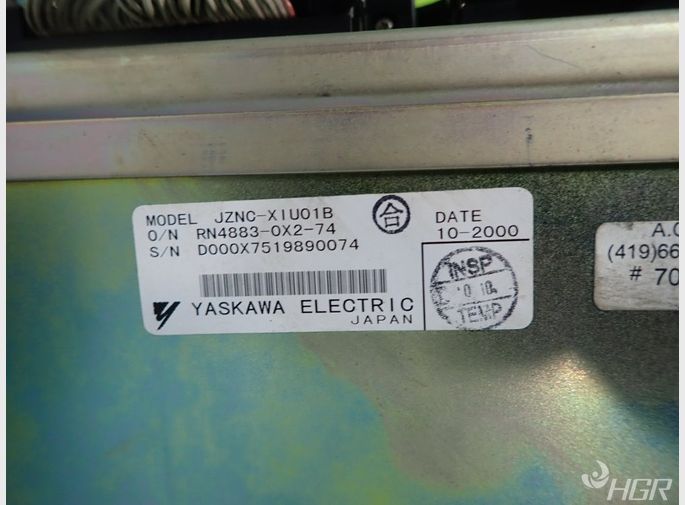 MODEL JZNC-XIU01B
O/N RN4883-0X2-74
S/N D000X7519890074
合
DATE
10-2000
INSP
TEMP
YASKAWA ELECTRIC
JAPAN
(419)66
# 70
HGR